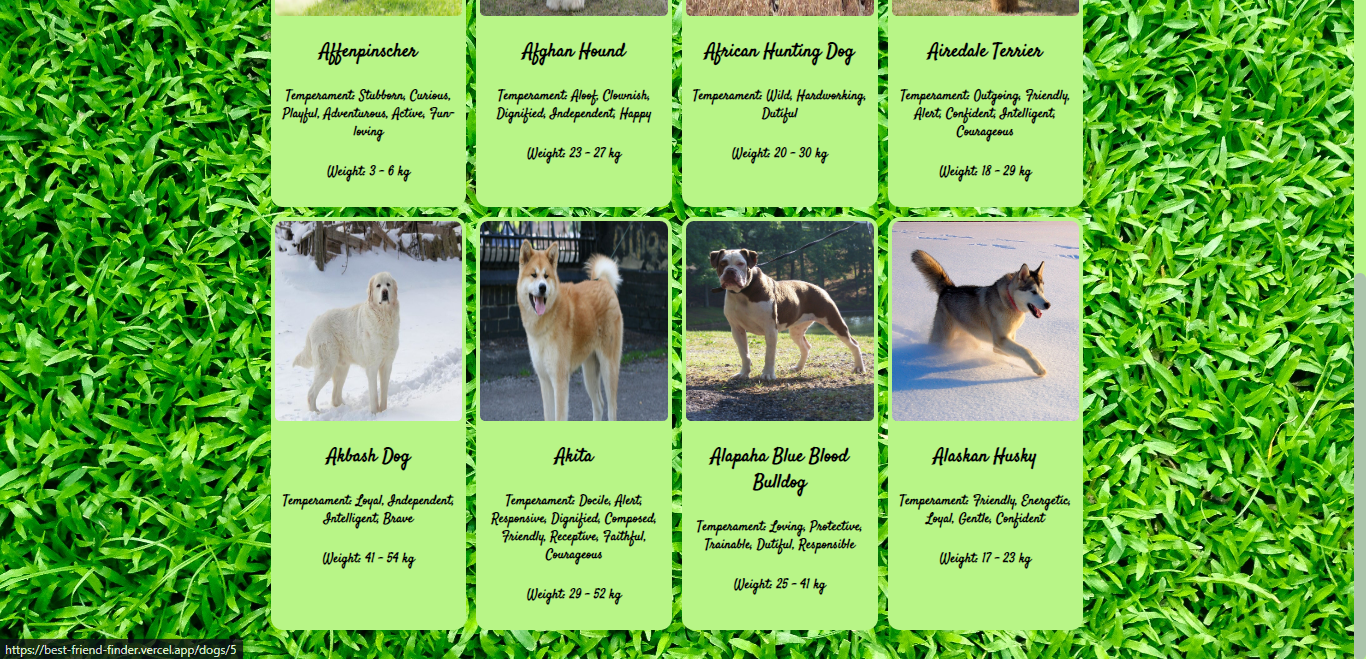 Affenpinscher
Temperament: Stubborn, Curious,
Playful, Adventurous, Active, Fun-
loving
Weight: 3 - 6 kg
Afghan Hound
Temperament: Aloof, Clownish,
Dignified, Independent, Happy
Weight: 23 - 27 kg
African Hunting Dog
Temperament: Wild, Hardworking,
Dutiful
Weight: 20 - 30 kg
Airedale Terrier
Temperament: Outgoing, Friendly,
Alert, Confident, Intelligent,
Courageous
Weight: 18 - 29 kg
Akbash Dog
Temperament: Loyal, Independent,
Intelligent, Brave
Weight: 41 - 54 kg
Akita
Temperament: Docile, Alert,
Responsive, Dignified, Composed,
Friendly, Receptive, Faithful,
Courageous
Weight: 29 - 52 kg
Alapaha Blue Blood
Bulldog
Temperament: Loving, Protective,
Trainable, Dutiful, Responsible
Weight: 25 - 41 kg
Alaskan Husky
Temperament: Friendly, Energetic,
Loyal, Gentle, Confident
Weight: 17 - 23 kg
https://best-friend-finder.vercel.app/dogs/5